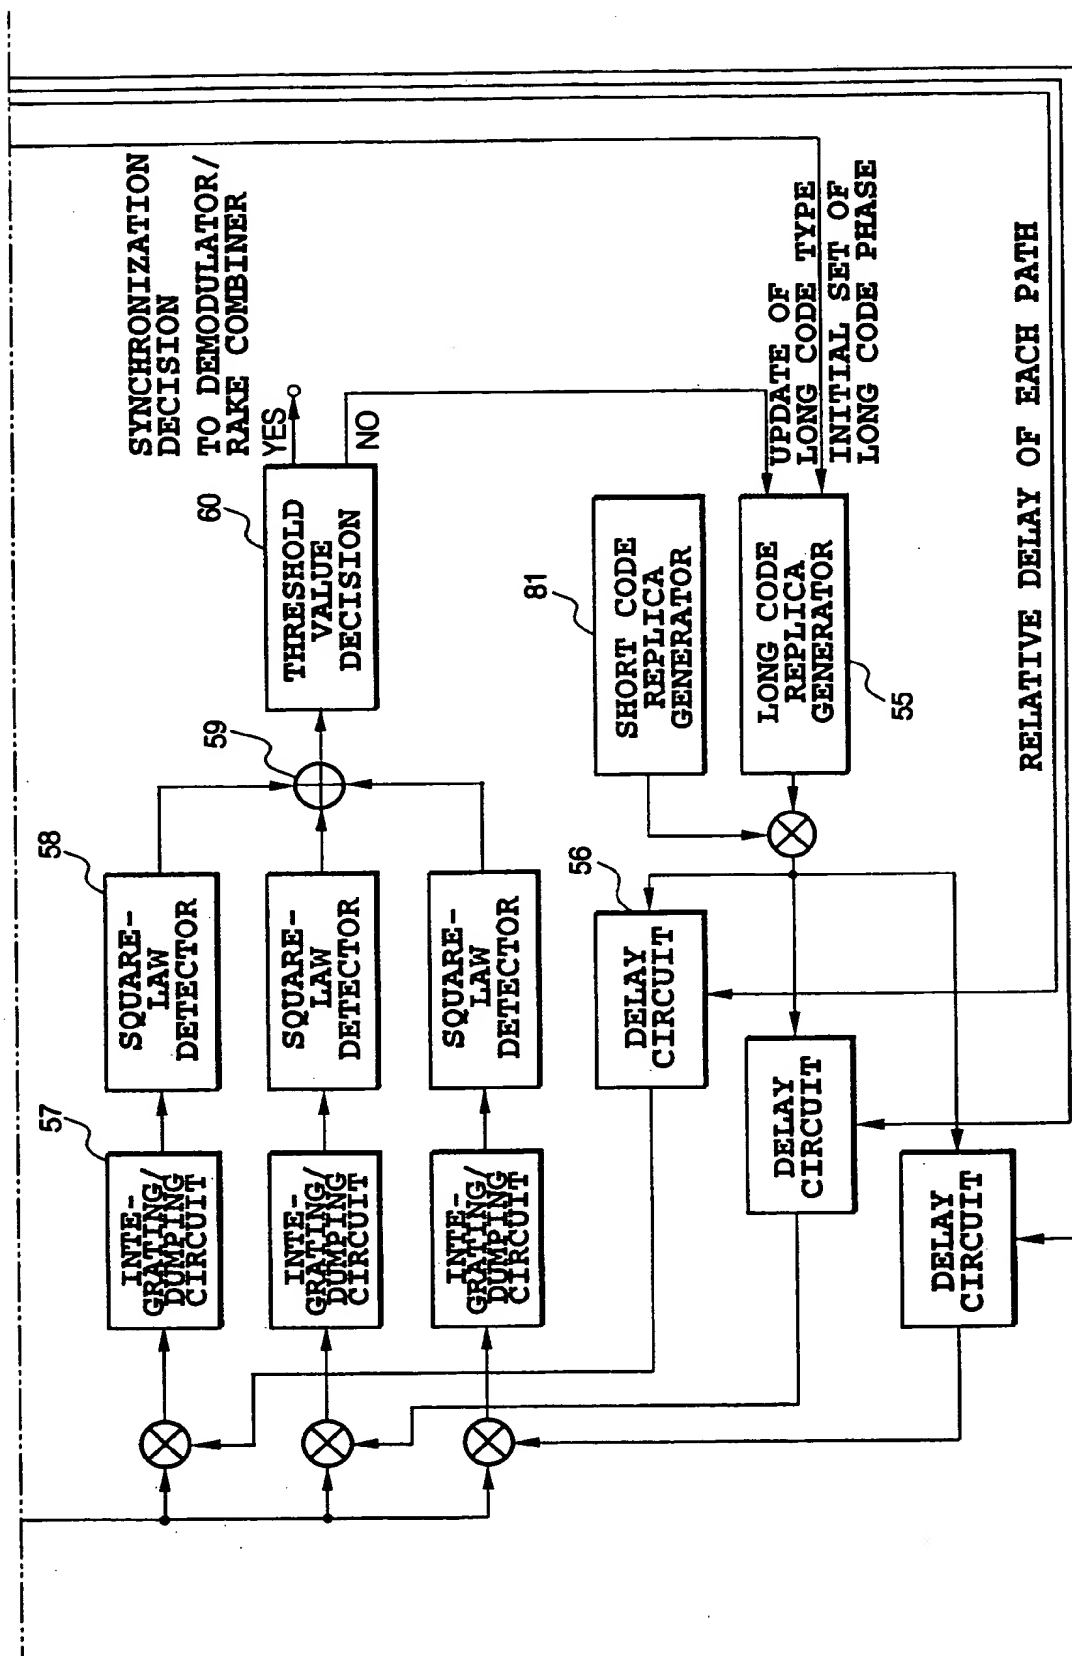 SYNCHRONIZATION
DECISION
TO DEMODULATOR/
RAKE COMBINER
57
INTE-
GRATING/
DUMPING
CIRCUIT
58
SQUARE-
LAW
DETECTOR
INTE-
GRATING/
DUMPING
CIRCUIT
SQUARE-
LAW
DETECTOR
INTE-
GRATING/
DUMPING
CIRCUIT
SQUARE-
LAW
DETECTOR
59
60
THRESHOLD
VALUE
DECISION
YES
NO
81
SHORT CODE
REPLICA
GENERATOR
LONG CODE
REPLICA
GENERATOR
55
UPDATE OF
LONG CODE TYPE
INITIAL SET OF
LONG CODE PHASE
56
DELAY
CIRCUIT
DELAY
CIRCUIT
DELAY
CIRCUIT
RELATIVE DELAY OF EACH PATH